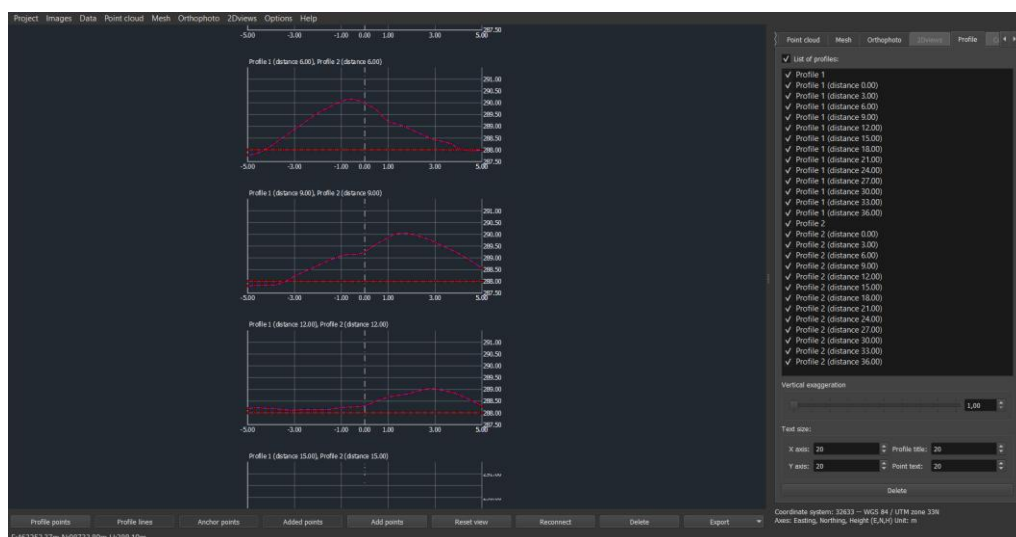 Project Images Data Point cloud Mesh Orthophoto 2Dviews Options Help
287.50
-5.00 -3.00 -1.00 0.00 1.00 3.00 5.00
Profile 1 (distance 6.00), Profile 2 (distance 6.00)
291.00
290.50
290.00
289.50
289.00
288.50
288.00
287.50
-5.00 -3.00 -1.00 0.00 1.00 3.00 5.00
Profile 1 (distance 9.00), Profile 2 (distance 9.00)
291.00
290.50
290.00
289.50
289.00
288.50
288.00
287.50
-5.00 -3.00 -1.00 0.00 1.00 3.00 5.00
Profile 1 (distance 12.00), Profile 2 (distance 12.00)
291.00
290.50
290.00
289.50
289.00
288.50
288.00
287.50
-5.00 -3.00 -1.00 0.00 1.00 3.00 5.00
Profile 1 (distance 15.00), Profile 2 (distance 15.00)
Profile points Profile lines Anchor points Added points Add points Reset view Reconnect Delete Export
Point cloud Mesh Orthophoto 2Dviews Profile
List of profiles:
Profile 1
Profile 1 (distance 0.00)
Profile 1 (distance 3.00)
Profile 1 (distance 6.00)
Profile 1 (distance 9.00)
Profile 1 (distance 12.00)
Profile 1 (distance 15.00)
Profile 1 (distance 18.00)
Profile 1 (distance 21.00)
Profile 1 (distance 24.00)
Profile 1 (distance 27.00)
Profile 1 (distance 30.00)
Profile 1 (distance 33.00)
Profile 1 (distance 36.00)
Profile 2
Profile 2 (distance 0.00)
Profile 2 (distance 3.00)
Profile 2 (distance 6.00)
Profile 2 (distance 9.00)
Profile 2 (distance 12.00)
Profile 2 (distance 15.00)
Profile 2 (distance 18.00)
Profile 2 (distance 21.00)
Profile 2 (distance 24.00)
Profile 2 (distance 27.00)
Profile 2 (distance 30.00)
Profile 2 (distance 33.00)
Profile 2 (distance 36.00)
Vertical exaggeration
1,00
Text size:
X axis: 20 Profile title: 20
Y axis: 20 Point text: 20
Delete
Coordinate system: 32633 -- WGS 84 / UTM zone 33N
Axes: Easting, Northing, Height (E,N,H) Unit: m